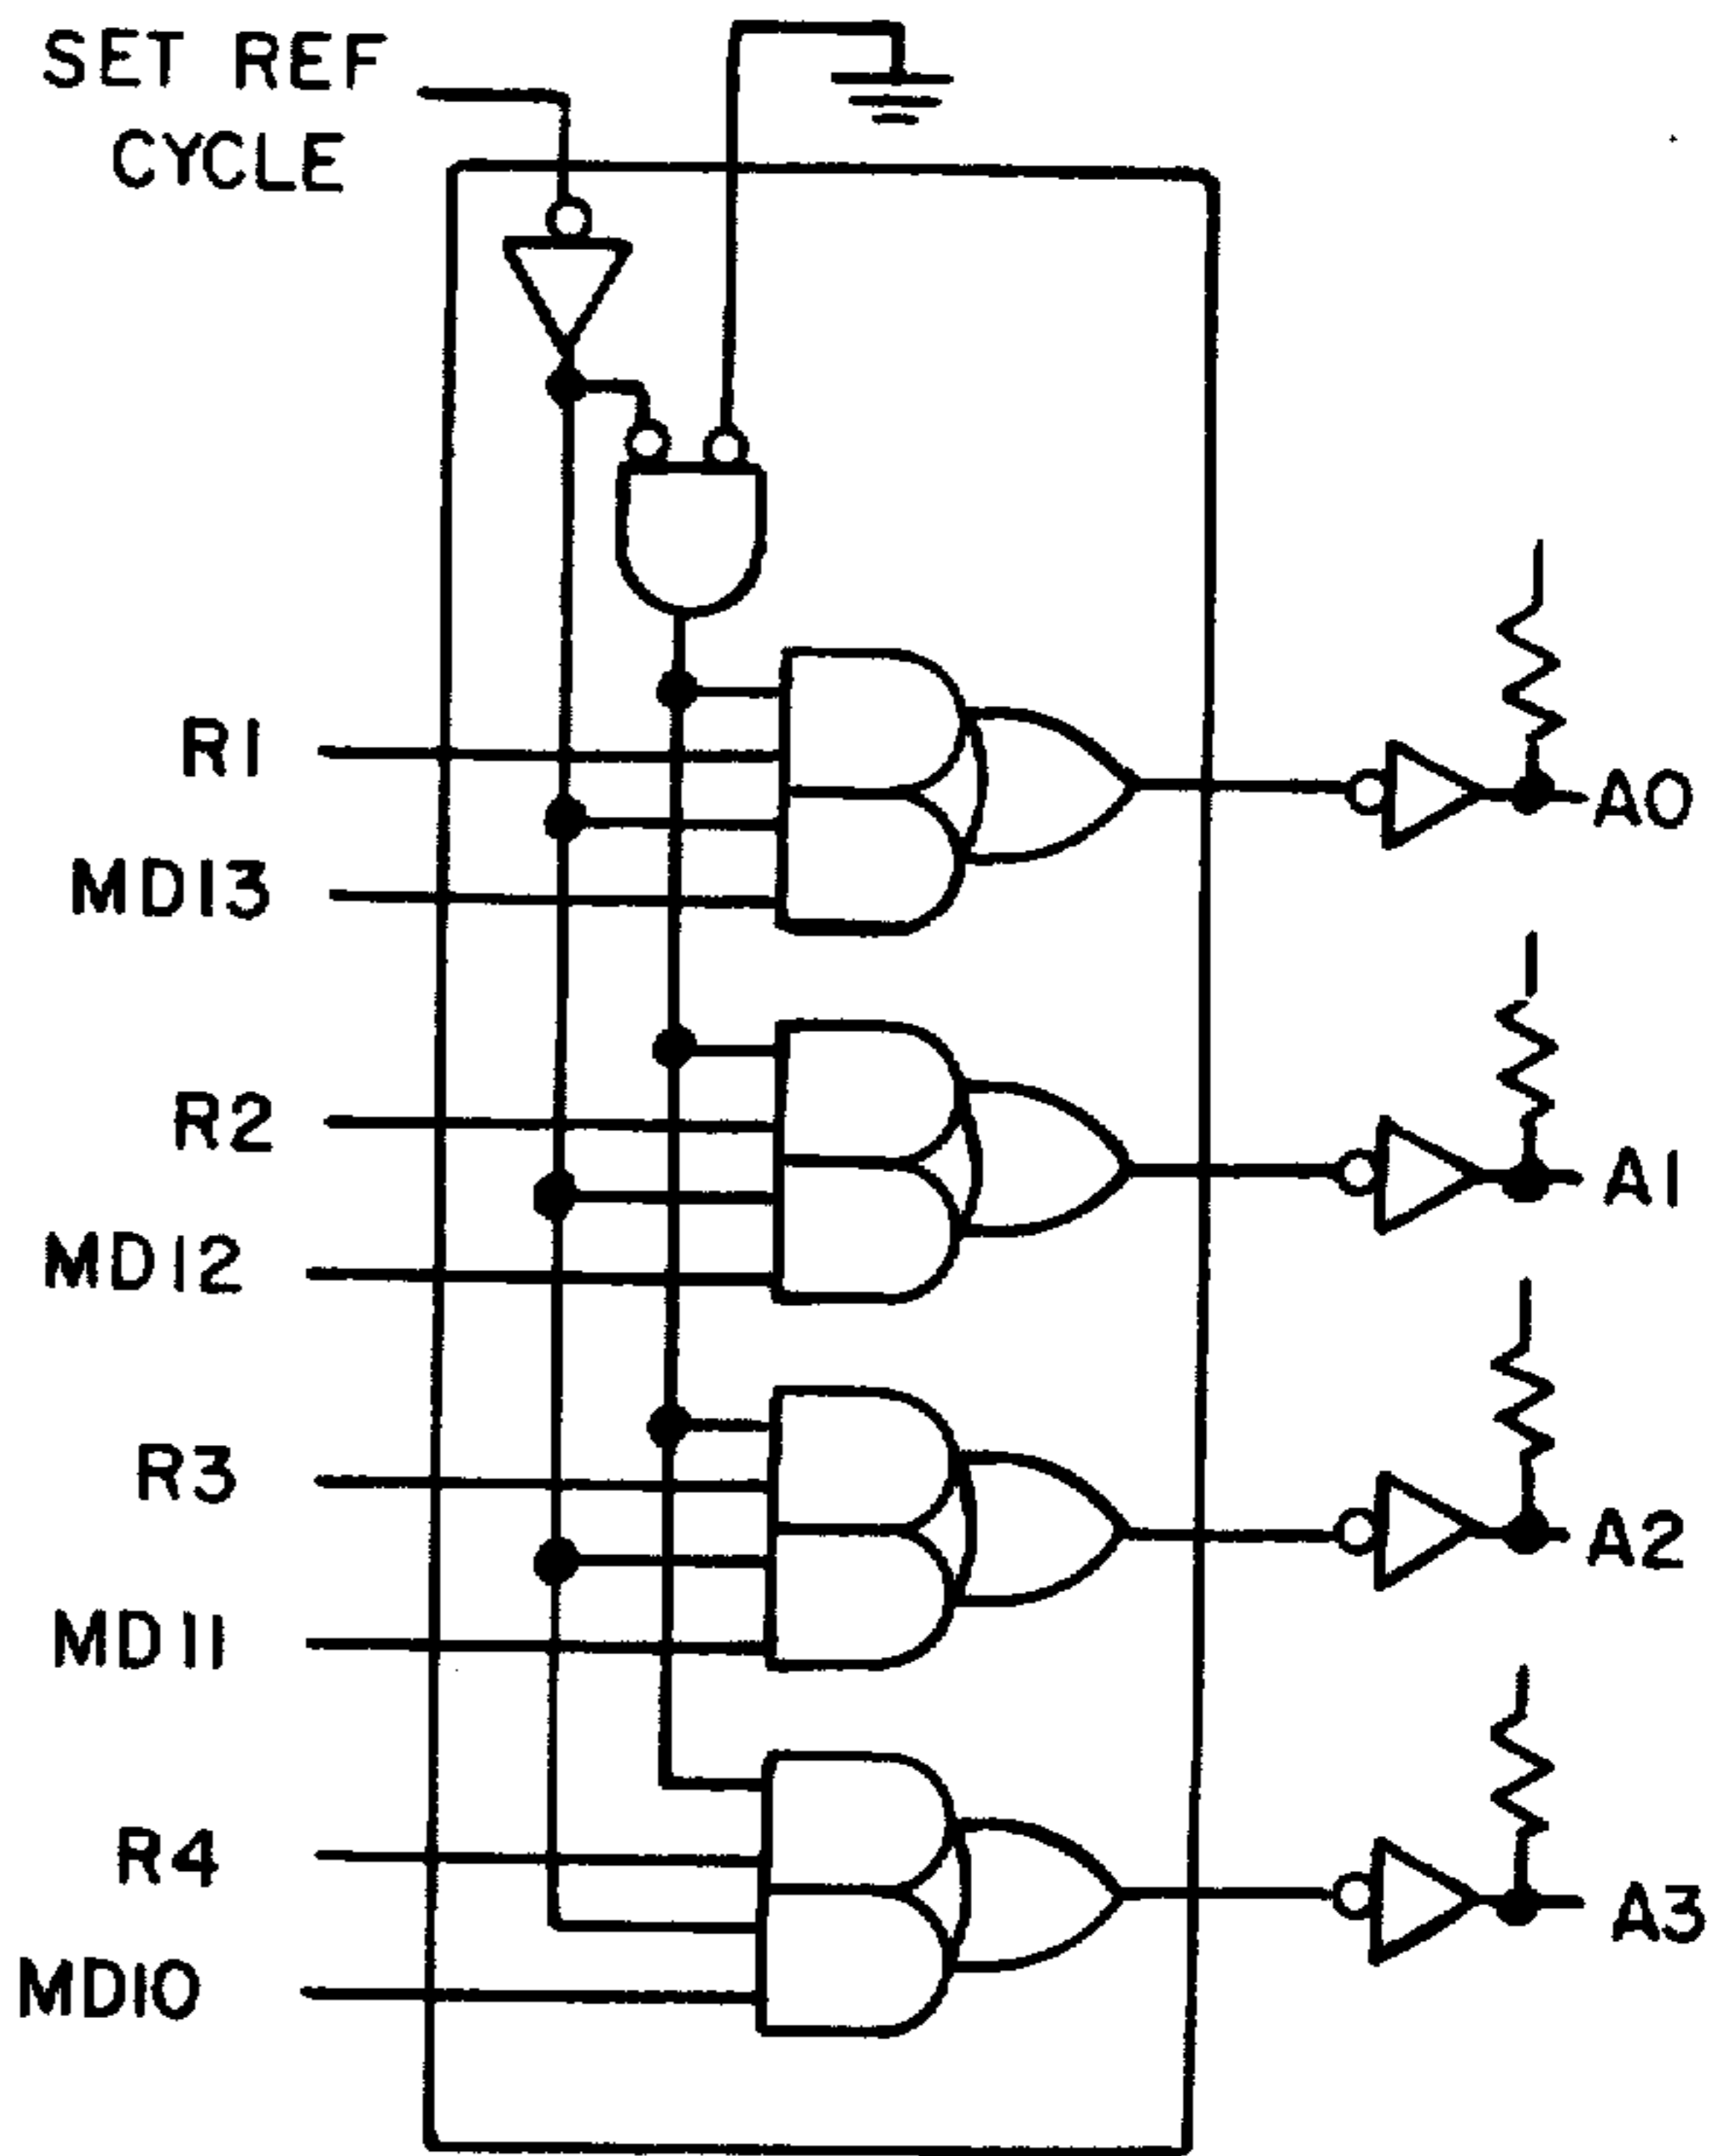 SET REF
CYCLE
R1
A0
MD13
R2
A1
MD12
R3
A2
MD11
R4
A3
MD10